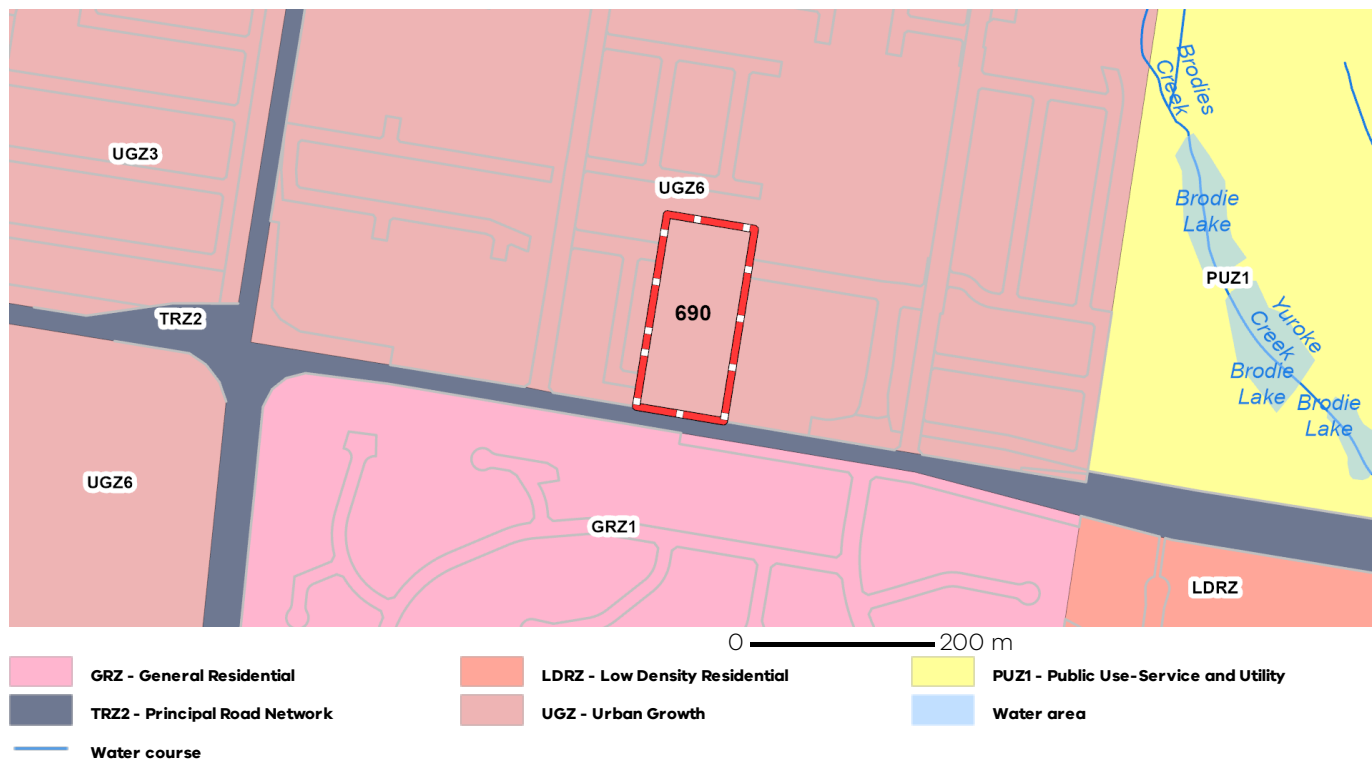 Brodies
Creek
UGZ3
UGZ6
Brodie
Lake
PUZ1
690
TRZ2
Yuroke
Creek
Brodie
Lake
Brodie
Lake
UGZ6
GRZ1
LDRZ
0 200 m
GRZ - General Residential
LDRZ - Low Density Residential
PUZ1 - Public Use-Service and Utility
TRZ2 - Principal Road Network
UGZ - Urban Growth
Water area
Water course